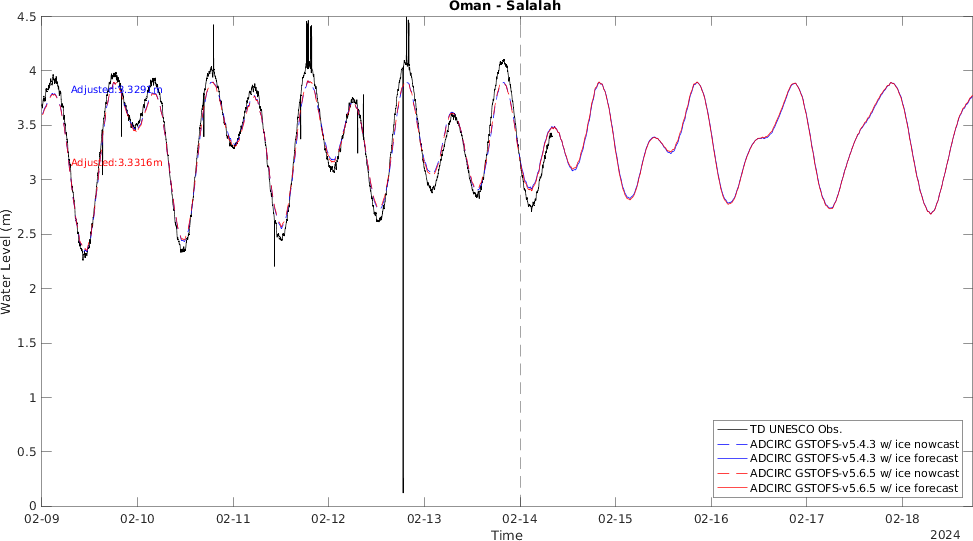 Oman - Salalah
4.5
4
3.5
3
2.5
2
1.5
1
0.5
0
Water Level (m)
Adjusted:3.3292m
Adjusted:3.3316m
TD UNESCO Obs.
ADCIRC GSTOFS-v5.4.3 w/ ice nowcast
ADCIRC GSTOFS-v5.4.3 w/ ice forecast
ADCIRC GSTOFS-v5.6.5 w/ ice nowcast
ADCIRC GSTOFS-v5.6.5 w/ ice forecast
02-09 02-10 02-11 02-12 02-13 02-14 02-15 02-16 02-17 02-18
Time
2024